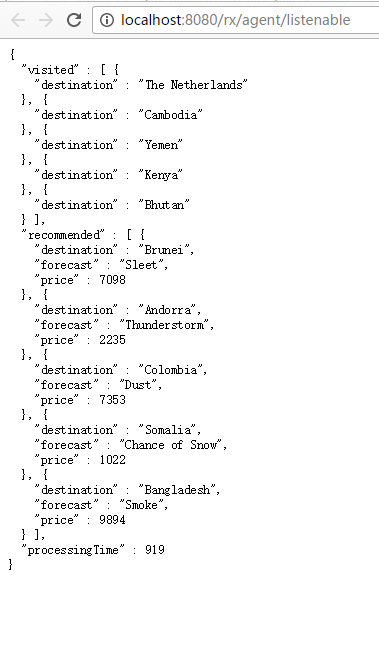 localhost:8080/rx/agent/listenable
{
  "visited" : [ {
    "destination" : "The Netherlands"
  }, {
    "destination" : "Cambodia"
  }, {
    "destination" : "Yemen"
  }, {
    "destination" : "Kenya"
  }, {
    "destination" : "Bhutan"
  } ],
  "recommended" : [ {
    "destination" : "Brunei",
    "forecast" : "Sleet",
    "price" : 7098
  }, {
    "destination" : "Andorra",
    "forecast" : "Thunderstorm",
    "price" : 2235
  }, {
    "destination" : "Colombia",
    "forecast" : "Dust",
    "price" : 7353
  }, {
    "destination" : "Somalia",
    "forecast" : "Chance of Snow",
    "price" : 1022
  }, {
    "destination" : "Bangladesh",
    "forecast" : "Smoke",
    "price" : 9894
  } ],
  "processingTime" : 919
}